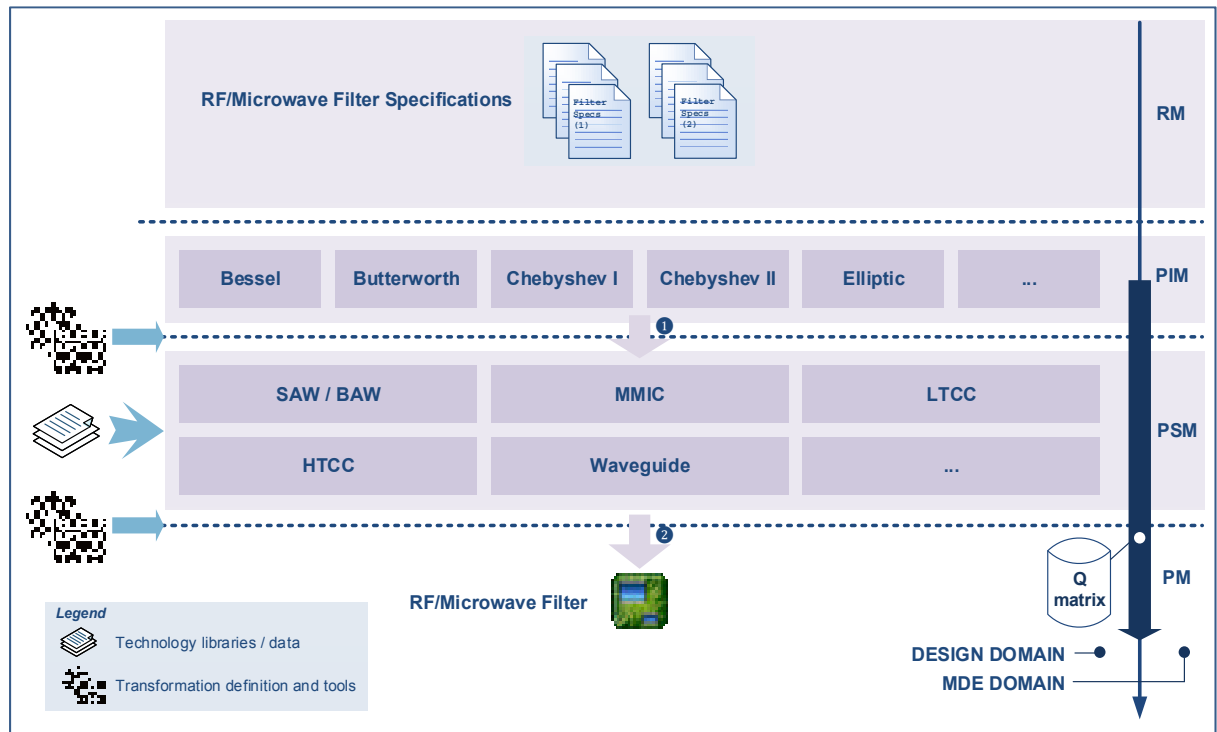 RF/Microwave Filter Specifications
Filter
Specs
(1)
Filter
Specs
(2)
RM
Bessel
Butterworth
Chebyshev I
Chebyshev II
Elliptic
...
PIM
1
SAW / BAW
MMIC
LTCC
PSM
HTCC
Waveguide
...
2
RF/Microwave Filter
Q
matrix
PM
Legend
Technology libraries / data
Transformation definition and tools
DESIGN DOMAIN
MDE DOMAIN